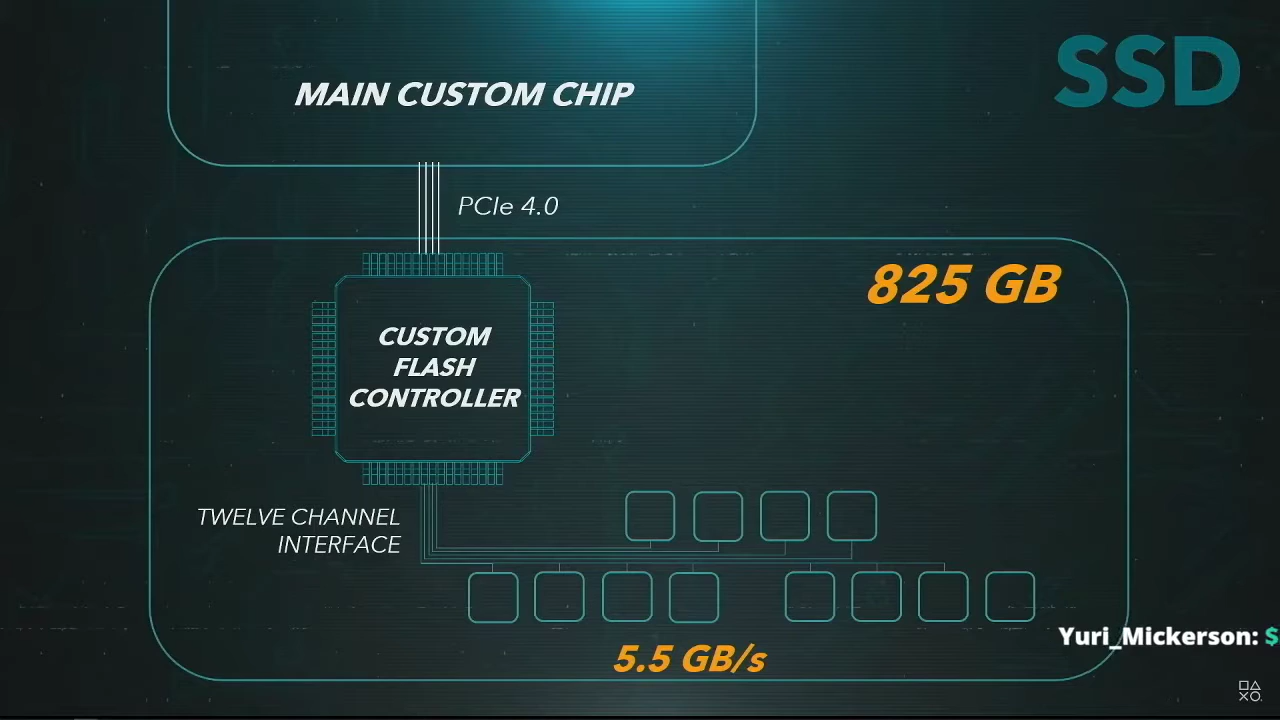 SSD
MAIN CUSTOM CHIP
PCIe 4.0
825 GB
CUSTOM
FLASH
CONTROLLER
TWELVE CHANNEL
INTERFACE
5.5 GB/s
Yuri_Mickerson: $